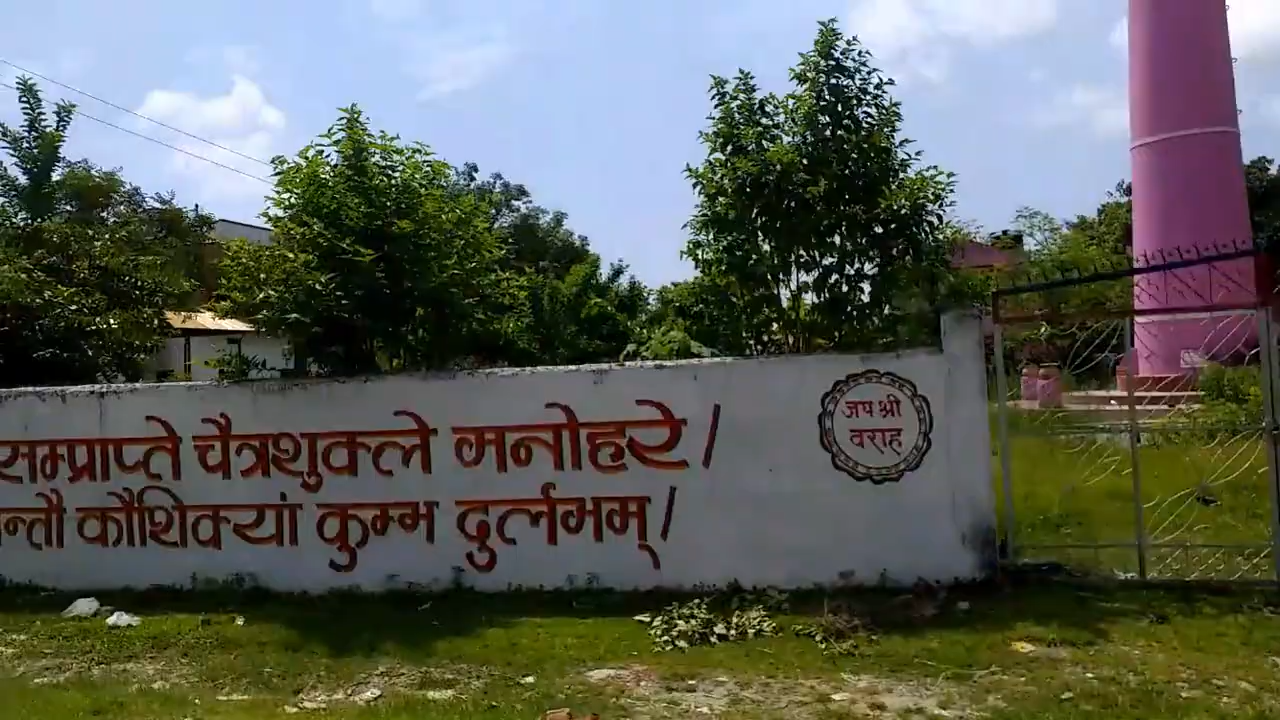 सम्प्राप्ते चैत्रशुक्ले मनोहरे/
कौशिक्यां कुम्भ दुर्लभम्/
जय श्री
वराह